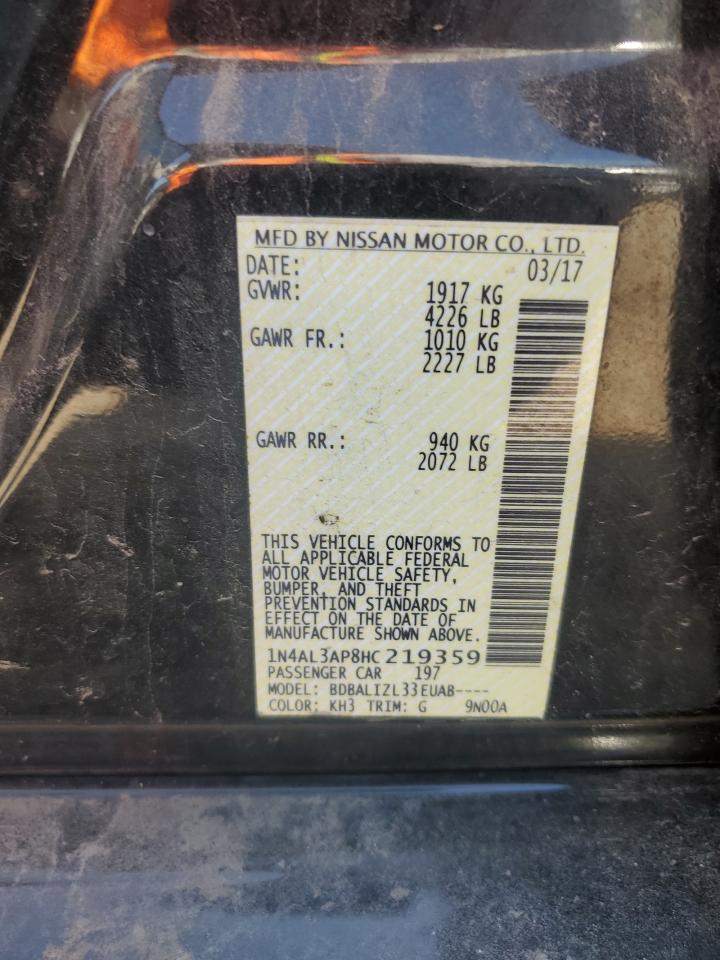 MFD BY NISSAN MOTOR CO., LTD.
DATE: 03/17
GVWR: 1917 KG
4226 LB
GAWR FR.: 1010 KG
2227 LB
GAWR RR.: 940 KG
2072 LB
THIS VEHICLE CONFORMS TO
ALL APPLICABLE FEDERAL
MOTOR VEHICLE SAFETY,
BUMPER, AND THEFT
PREVENTION STANDARDS IN
EFFECT ON THE DATE OF
MANUFACTURE SHOWN ABOVE.
1N4AL3AP8HC219359
PASSENGER CAR 197
MODEL: BDBALIZL33EUAB----
COLOR: KH3 TRIM: G 9N00A